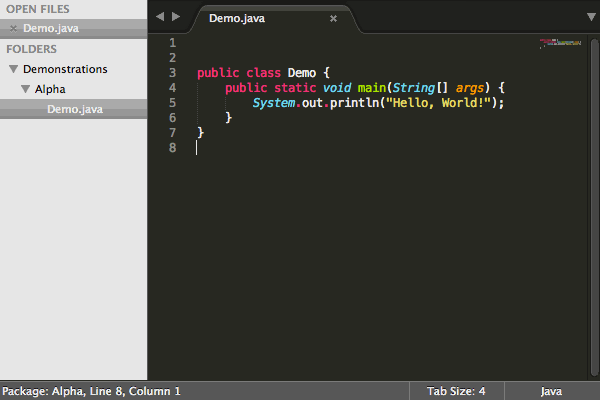 OPEN FILES
Demo.java
FOLDERS
Demonstrations
Alpha
Demo.java
Demo.java
1
2
3 public class Demo {
4     public static void main(String[] args) {
5         System.out.println("Hello, World!");
6     }
7 }
8
Package: Alpha, Line 8, Column 1
Tab Size: 4
Java